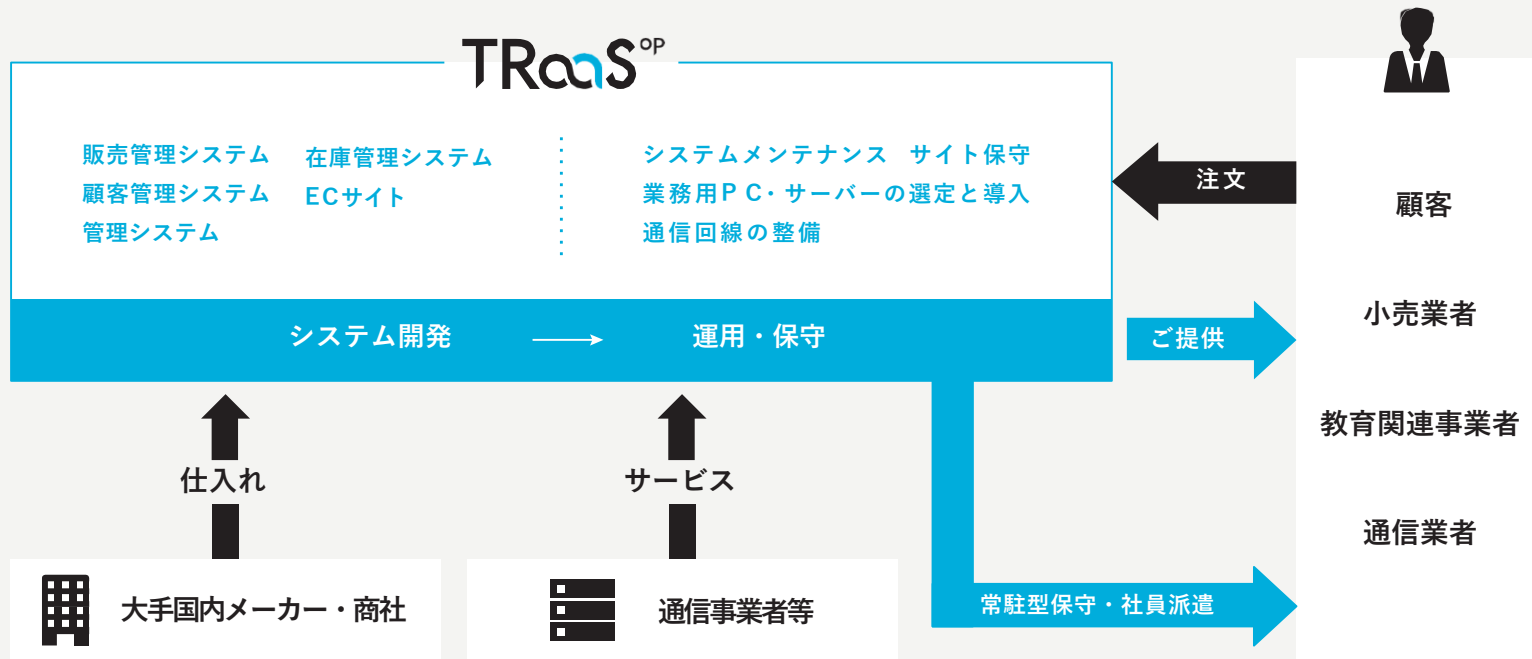 TRaaS OP
販売管理システム 在庫管理システム
顧客管理システム ECサイト
管理システム
システムメンテナンス サイト保守
業務用PC・サーバーの選定と導入
通信回線の整備
システム開発 → 運用・保守
注文
ご提供
顧客
小売業者
教育関連事業者
通信業者
仕入れ
サービス
大手国内メーカー・商社
通信事業者等
常駐型保守・社員派遣